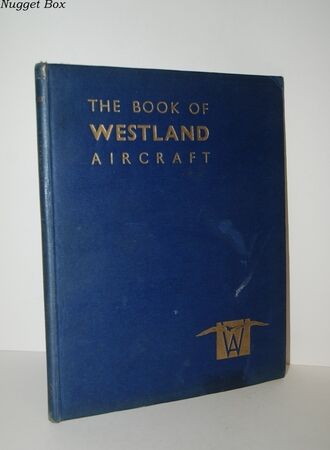 Nugget Box
THE BOOK OF
WESTLAND
AIRCRAFT
W